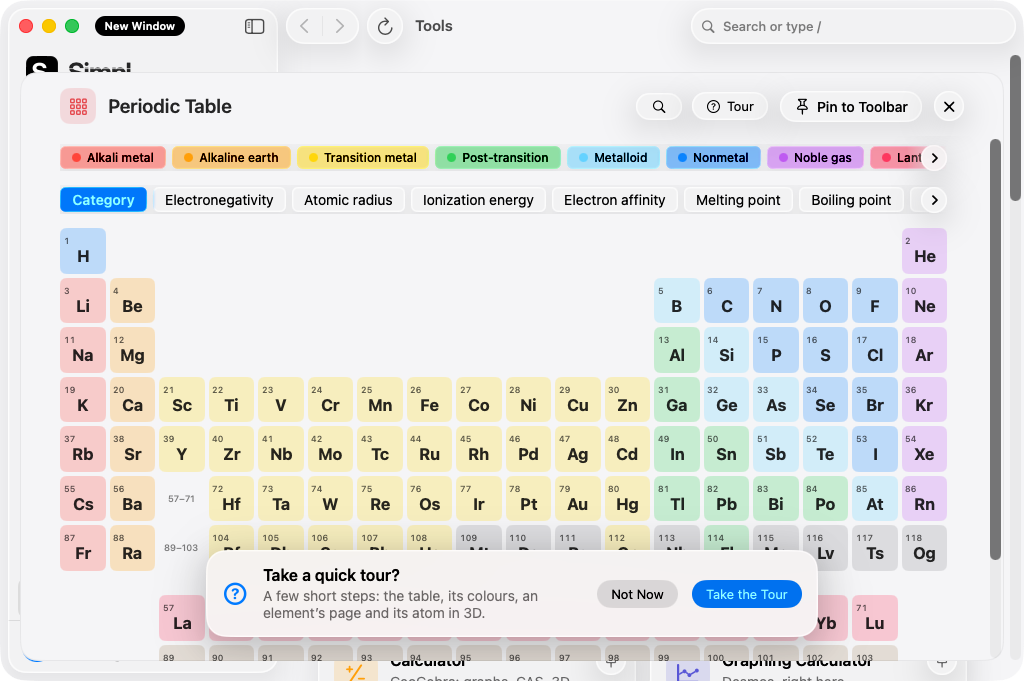 New Window
Tools
Search or type /
Simpl
Periodic Table
Tour
Pin to Toolbar
Alkali metal
Alkaline earth
Transition metal
Post-transition
Metalloid
Nonmetal
Noble gas
Lant
Category
Electronegativity
Atomic radius
Ionization energy
Electron affinity
Melting point
Boiling point
1 H
2 He
3 Li
4 Be
5 B
6 C
7 N
8 O
9 F
10 Ne
11 Na
12 Mg
13 Al
14 Si
15 P
16 S
17 Cl
18 Ar
19 K
20 Ca
21 Sc
22 Ti
23 V
24 Cr
25 Mn
26 Fe
27 Co
28 Ni
29 Cu
30 Zn
31 Ga
32 Ge
33 As
34 Se
35 Br
36 Kr
37 Rb
38 Sr
39 Y
40 Zr
41 Nb
42 Mo
43 Tc
44 Ru
45 Rh
46 Pd
47 Ag
48 Cd
49 In
50 Sn
51 Sb
52 Te
53 I
54 Xe
55 Cs
56 Ba
57–71
72 Hf
73 Ta
74 W
75 Re
76 Os
77 Ir
78 Pt
79 Au
80 Hg
81 Tl
82 Pb
83 Bi
84 Po
85 At
86 Rn
87 Fr
88 Ra
89–103
104
105
106
107
108
109
110
111
112
113
114
115
116 Lv
117 Ts
118 Og
Take a quick tour?
A few short steps: the table, its colours, an
element's page and its atom in 3D.
Not Now
Take the Tour
57 La
Yb
71 Lu
89
90
91
92
93
94
95
96
97
98
99
100
101
102
103
Calculator
Graphing Calculator
GeoGebra: graphs, CAS, 3D
Desmos, right here